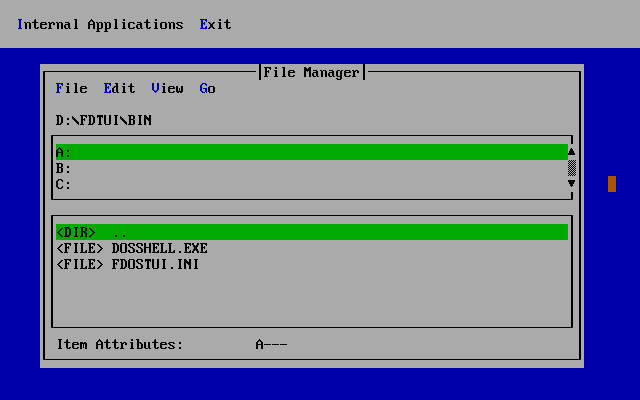 Internal Applications  Exit
File Manager
File  Edit  View  Go
D:\FDTUI\BIN
A:
B:
C:
<DIR>  ..
<FILE> DOSSHELL.EXE
<FILE> FDOSTUI.INI
Item Attributes:         A---